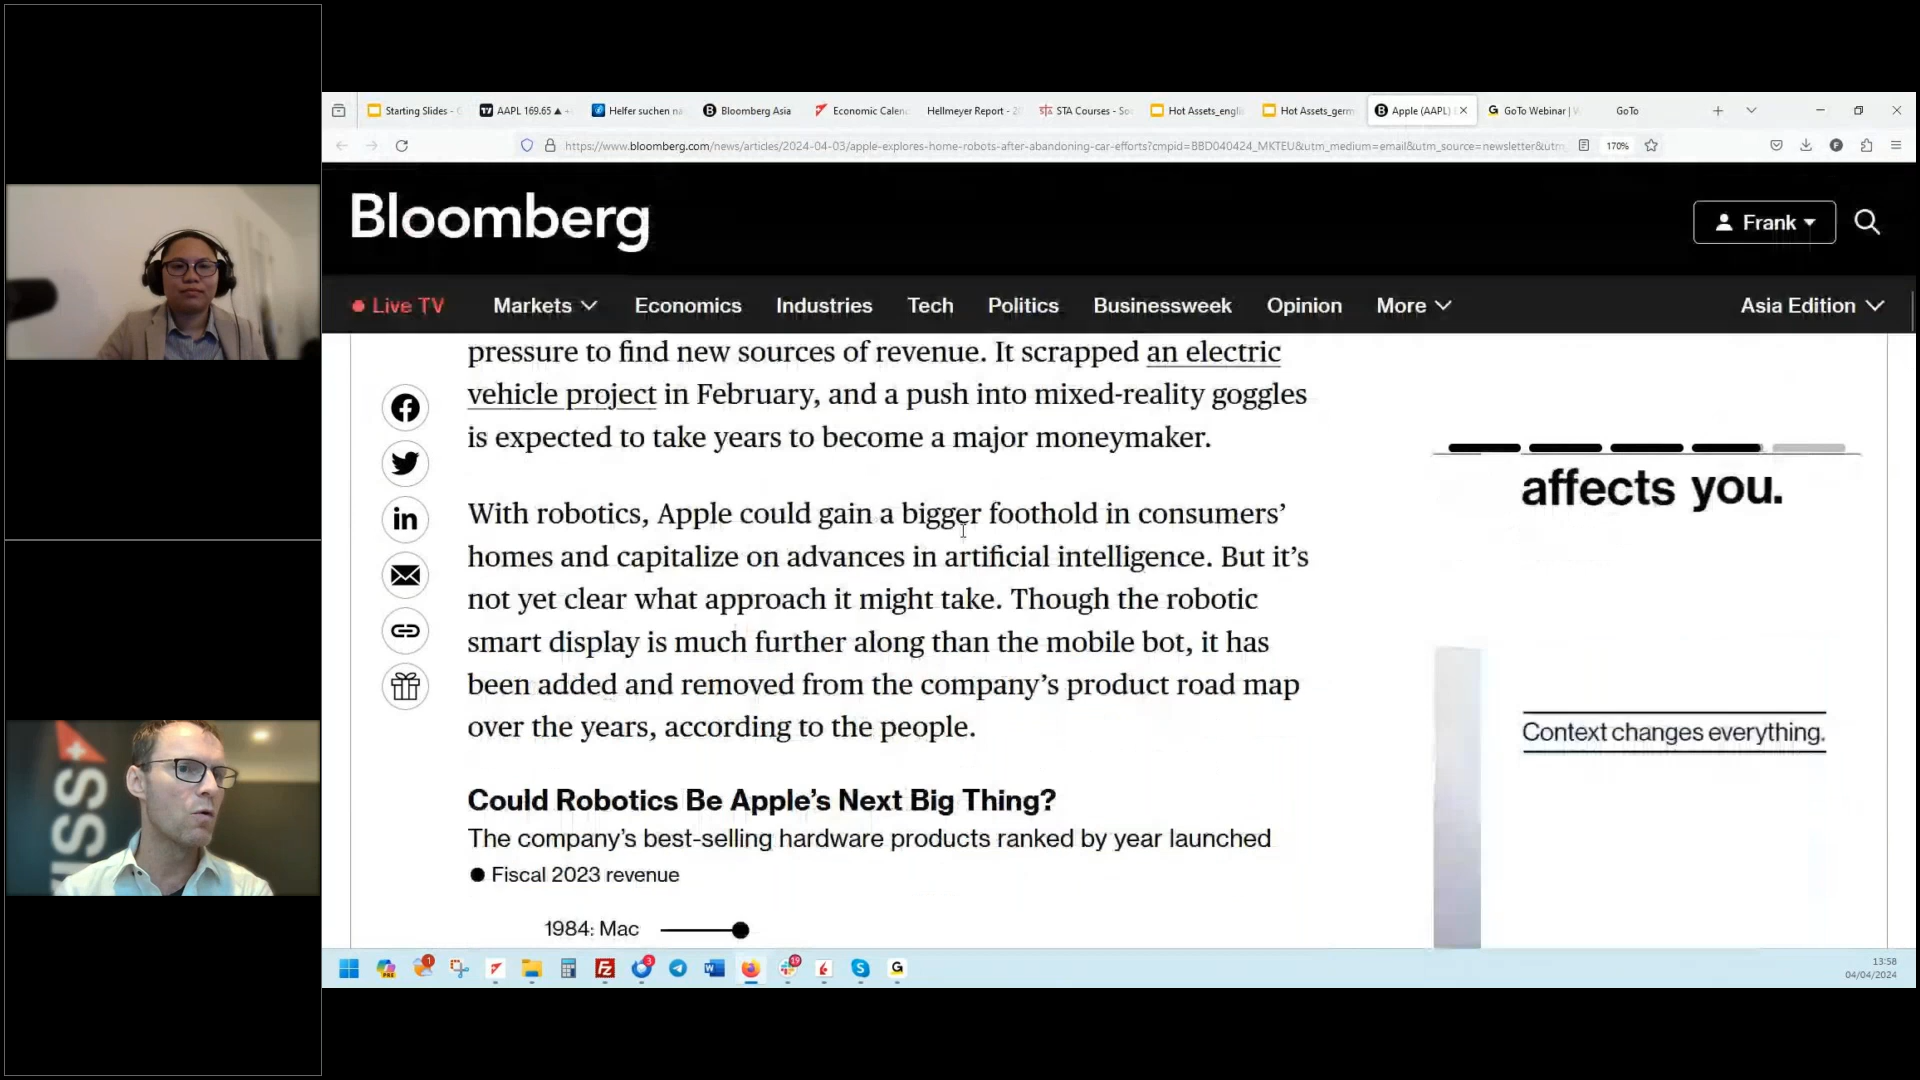 Starting Slides - G
AAPL 169.65 ▲ +
Helfer suchen na
Bloomberg Asia
Economic Calenc
Hellmeyer Report - 2
STA Courses - So
Hot Assets_engli
Hot Assets_germ
Apple (AAPL)
GoTo Webinar |
GoTo
https://www.bloomberg.com/news/articles/2024-04-03/apple-explores-home-robots-after-abandoning-car-efforts?cmpid=BBD040424_MKTEU&utm_medium=email&utm_source=newsletter&utm_
170%
Bloomberg
Frank
Live TV
Markets
Economics
Industries
Tech
Politics
Businessweek
Opinion
More
Asia Edition
pressure to find new sources of revenue. It scrapped an electric
vehicle project in February, and a push into mixed-reality goggles
is expected to take years to become a major moneymaker.
With robotics, Apple could gain a bigger foothold in consumers’
homes and capitalize on advances in artificial intelligence. But it’s
not yet clear what approach it might take. Though the robotic
smart display is much further along than the mobile bot, it has
been added and removed from the company’s product road map
over the years, according to the people.
Could Robotics Be Apple’s Next Big Thing?
The company’s best-selling hardware products ranked by year launched
Fiscal 2023 revenue
1984: Mac
affects you.
Context changes everything.
13:58
04/04/2024